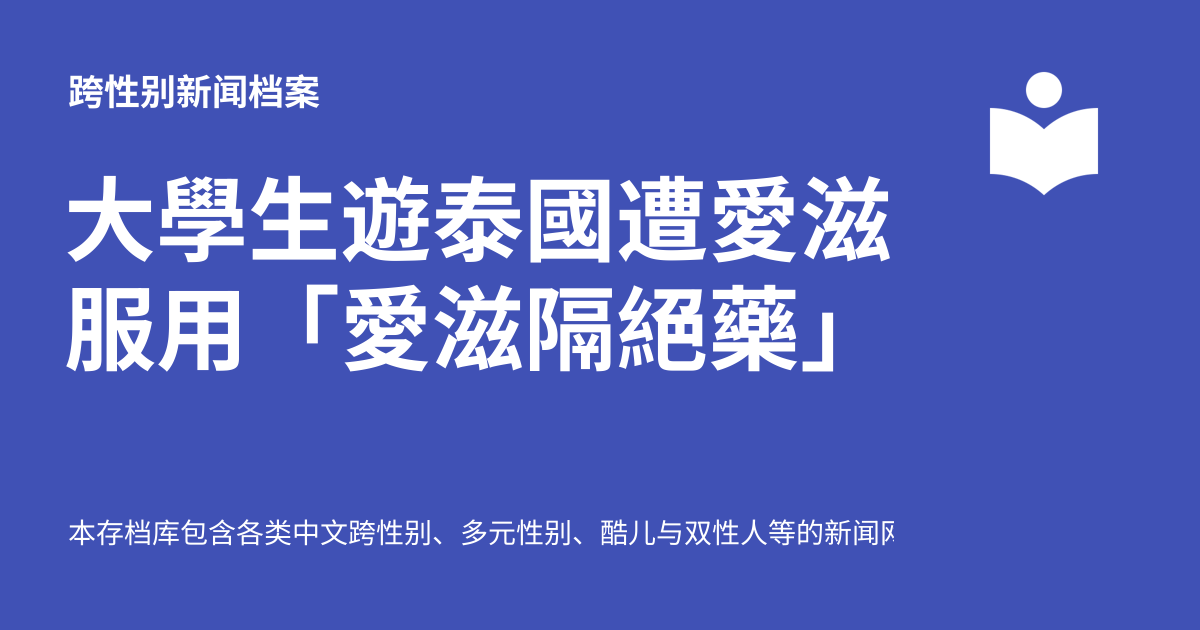 跨性别新闻档案
大學生遊泰國遭愛滋
服用「愛滋隔絕藥」
本存档库包含各类中文跨性别、多元性别、酷儿与双性人等的新闻